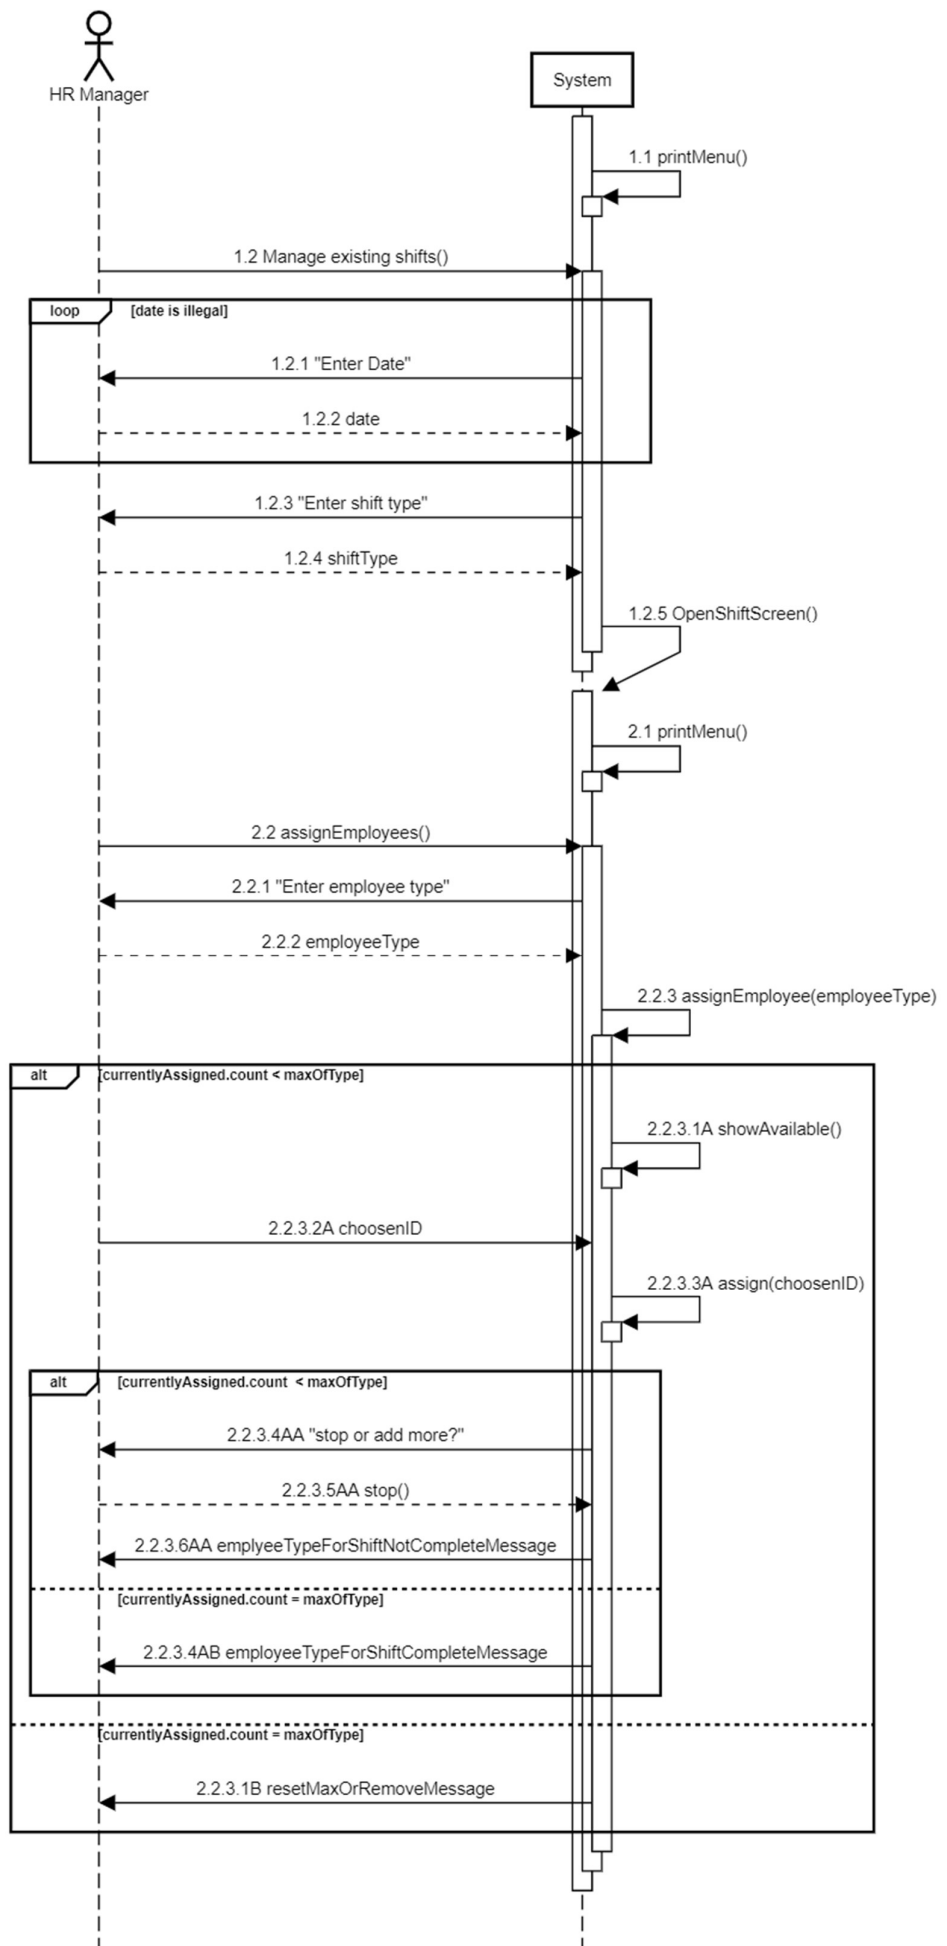 HR Manager
System
1.1 printMenu()
1.2 Manage existing shifts()
loop
[date is illegal]
1.2.1 "Enter Date"
1.2.2 date
1.2.3 "Enter shift type"
1.2.4 shiftType
1.2.5 OpenShiftScreen()
2.1 printMenu()
2.2 assignEmployees()
2.2.1 "Enter employee type"
2.2.2 employeeType
2.2.3 assignEmployee(employeeType)
alt
[currentlyAssigned.count < maxOfType]
2.2.3.1A showAvailable()
2.2.3.2A choosenID
2.2.3.3A assign(choosenID)
alt
[currentlyAssigned.count < maxOfType]
2.2.3.4AA "stop or add more?"
2.2.3.5AA stop()
2.2.3.6AA emplyeeTypeForShiftNotCompleteMessage
[currentlyAssigned.count = maxOfType]
2.2.3.4AB employeeTypeForShiftCompleteMessage
[currentlyAssigned.count = maxOfType]
2.2.3.1B resetMaxOrRemoveMessage